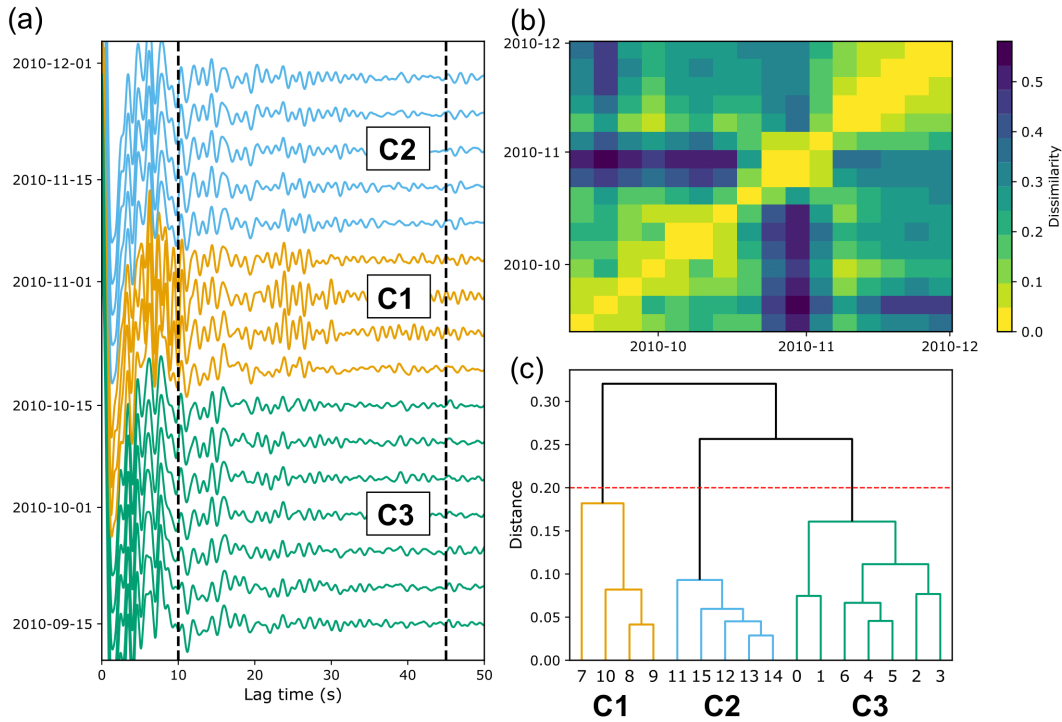 (a)
2010-12-01
2010-11-15
2010-11-01
2010-10-15
2010-10-01
2010-09-15
C2
C1
C3
0 10 20 30 40 50
Lag time (s)
(b)
2010-12
2010-11
2010-10
2010-10 2010-11 2010-12
0.5
0.4
0.3
0.2
0.1
0.0
Dissimilarity
(c)
0.30
0.25
0.20
0.15
0.10
0.05
0.00
Distance
7 10 8 9 11 15 12 13 14 0 1 6 4 5 2 3
C1 C2 C3